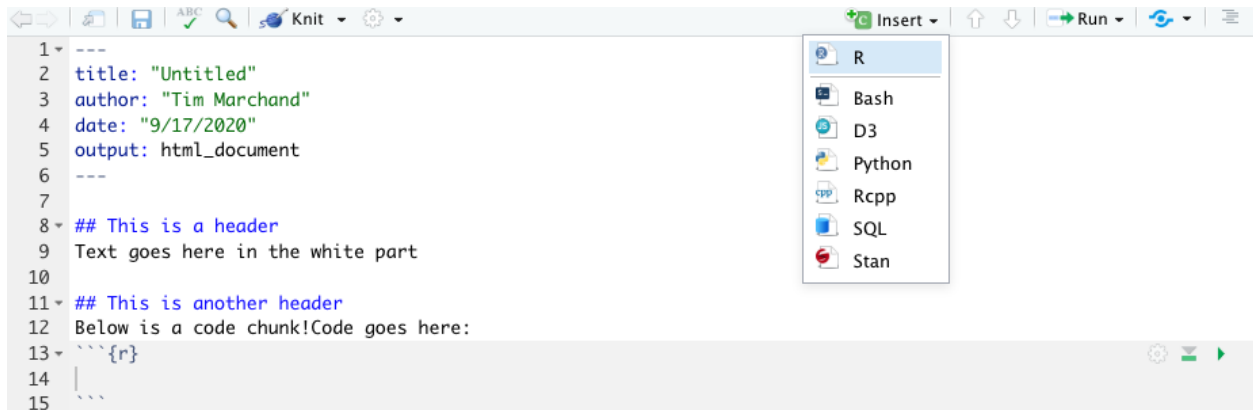 ABC Knit Insert Run
1 ---
2 title: "Untitled"
3 author: "Tim Marchand"
4 date: "9/17/2020"
5 output: html_document
6 ---
7
8 ## This is a header
9 Text goes here in the white part
10
11 ## This is another header
12 Below is a code chunk!Code goes here:
13 ```{r}
14
15 ```
R
Bash
D3
Python
Rcpp
SQL
Stan